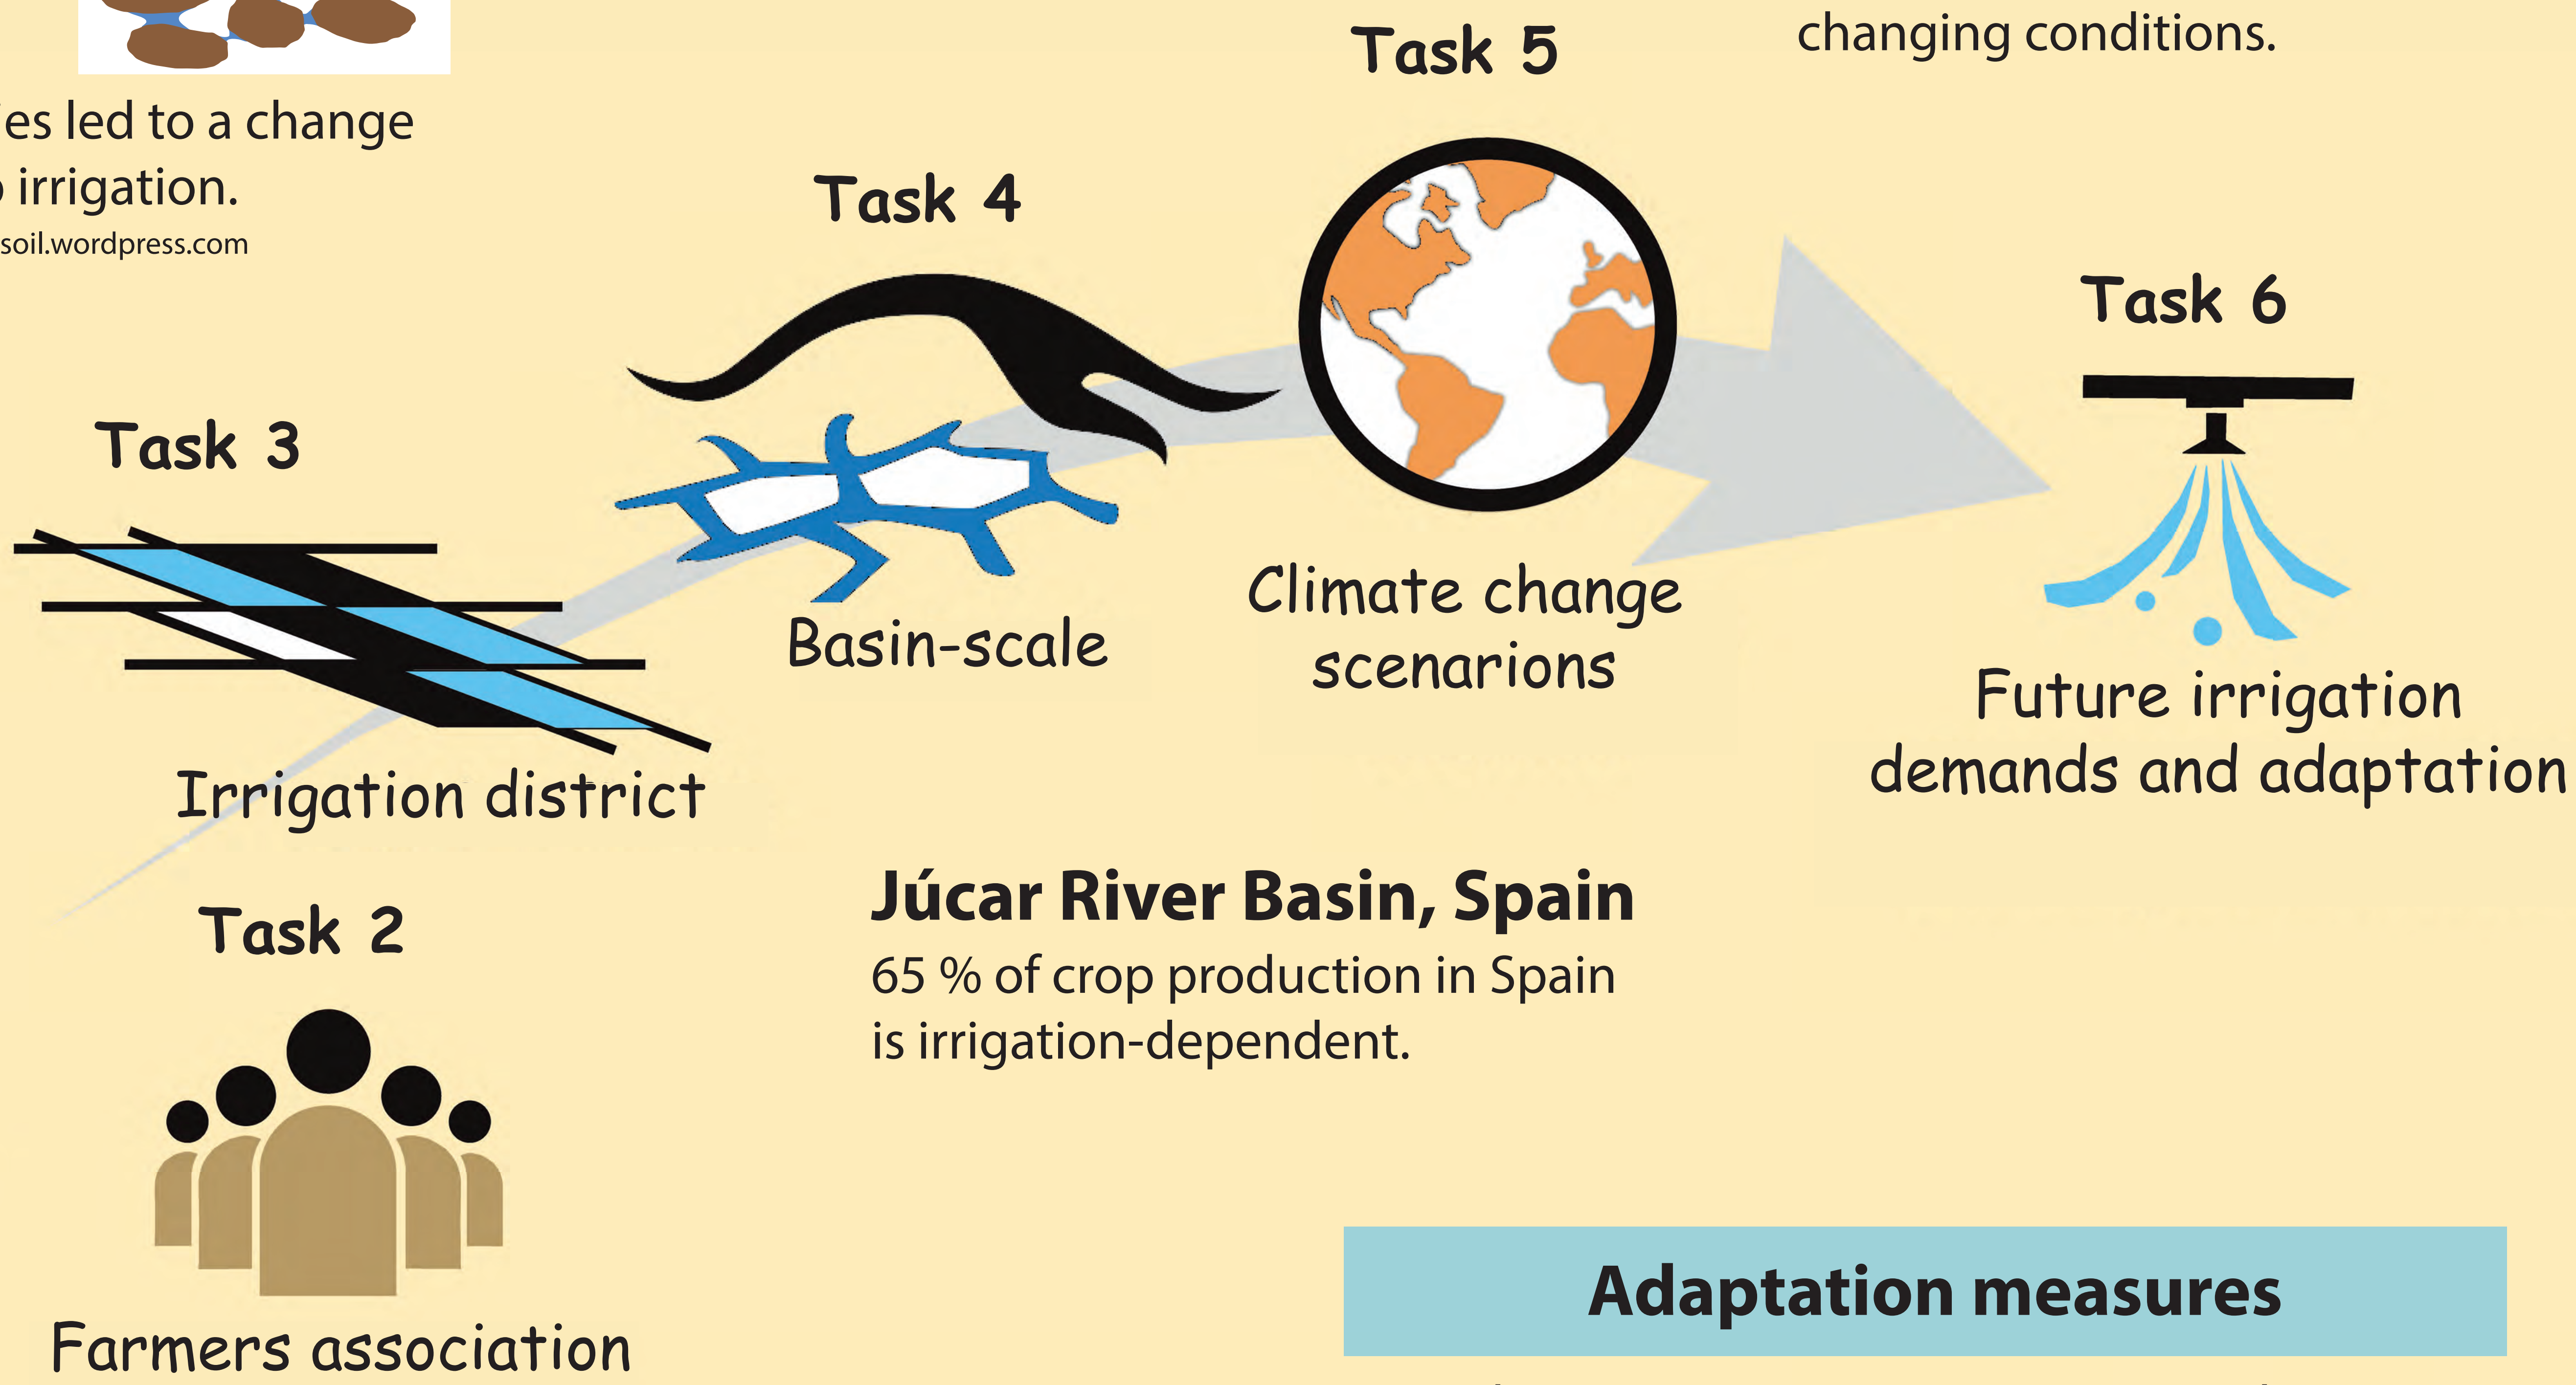 changing conditions.
led to a change
irrigation.
soil.wordpress.com
Task 5
Task 4
Task 6
Task 3
Basin-scale
Climate change
scenarions
Future irrigation
demands and adaptation
Irrigation district
Task 2
Júcar River Basin, Spain
65 % of crop production in Spain
is irrigation-dependent.
Farmers association
Adaptation measures